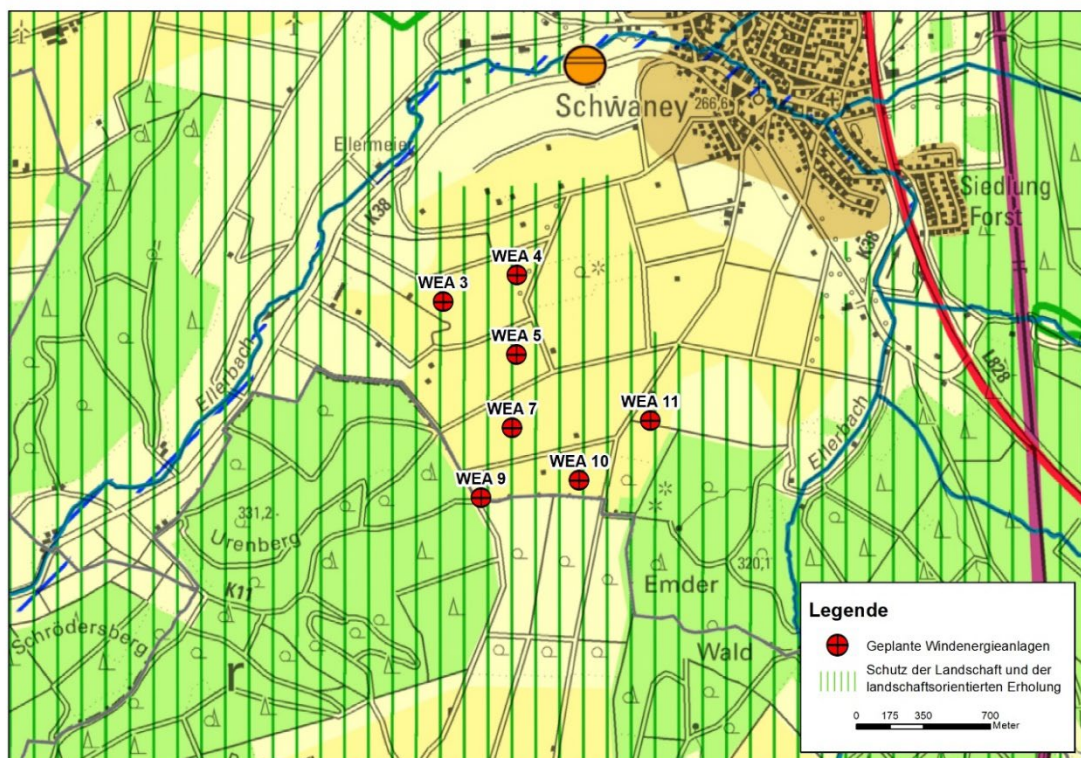 Schwaney
266,6
Ellermeier
K38
Siedlung
Forst
WEA 4
WEA 3
K38
WEA 5
L828
Ellerbach
WEA 11
WEA 7
Ellerbach
WEA 10
WEA 9
331,2
Urenberg
320,1
Emder
K11
Schrödersberg
Wald
r
Legende
Geplante Windenergieanlagen
Schutz der Landschaft und der
landschaftsorientierten Erholung
0 175 350 700
Meter